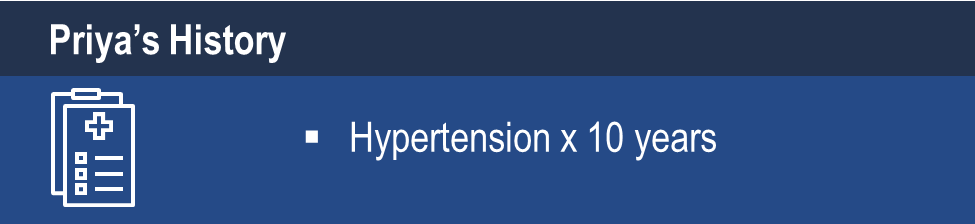 Priya’s History
▪ Hypertension x 10 years